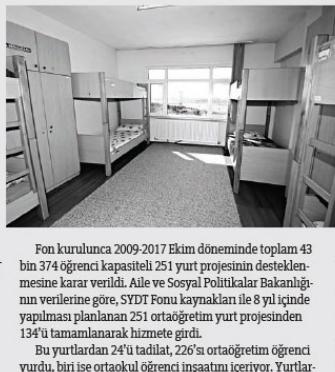 Fon kurulunca 2009-2017 Ekim döneminde toplam 43
bin 374 öğrenci kapasiteli 251 yurt projesinin desteklen-
mesine karar verildi. Aile ve Sosyal Politikalar Bakanlığı-
nın verilerine göre, SYDT Fonu kaynakları ile 8 yıl içinde
yapılması planlanan 251 ortaöğretim yurt projesinden
134'ü tamamlanarak hizmete girdi.
Bu yurtlardan 24'ü tadilat, 226'sı ortaöğretim öğrenci
yurdu, biri ise ortaokul öğrenci inşaatını içeriyor. Yurtlar-